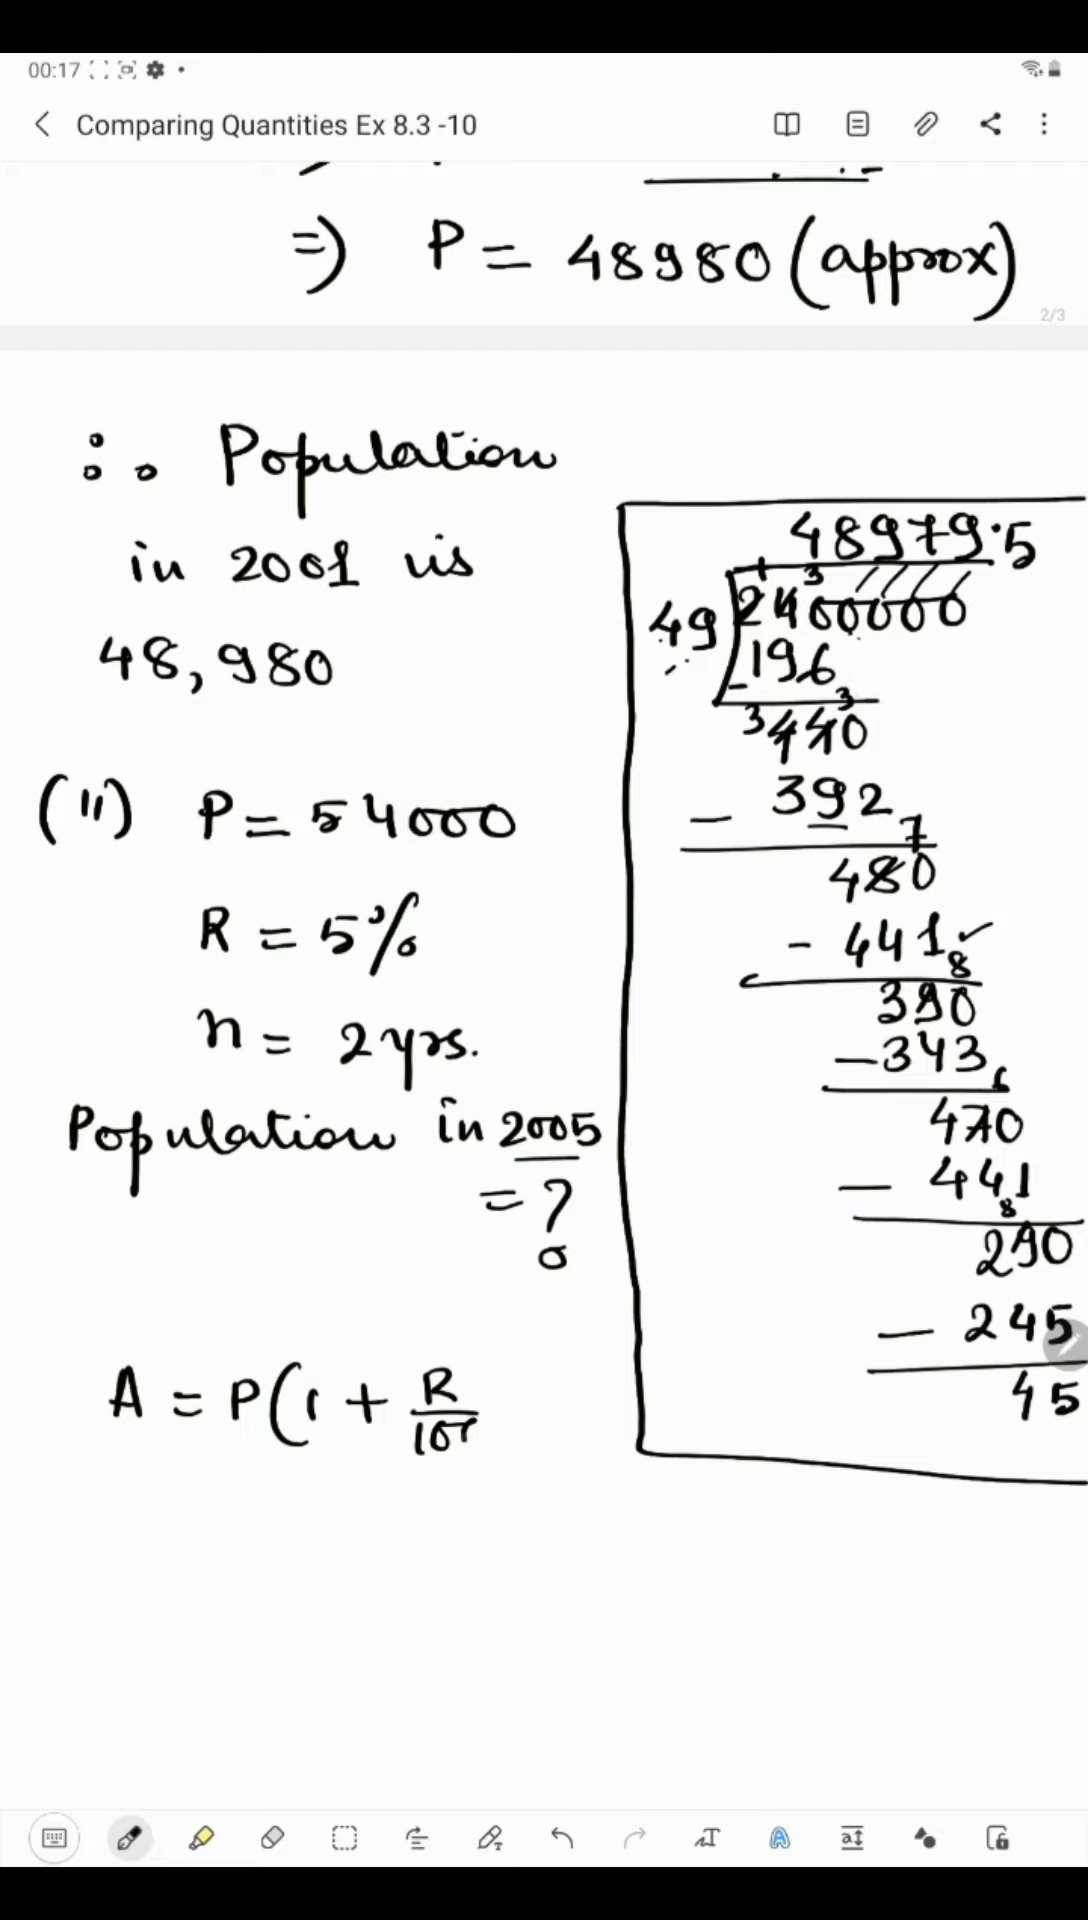 00:17
Comparing Quantities Ex 8.3 -10
=) P = 48980 (approx)
2/3
∴ Population
in 2001 is
48,980
(ii) P = 54000
R = 5%
n = 2 yrs.
Population in 2005
= ?
A = P(1 + R/100
48979.5
49 2400000
- 196
440
- 392
480
- 441 ✓
390
- 343
470
- 441
290
- 245
45